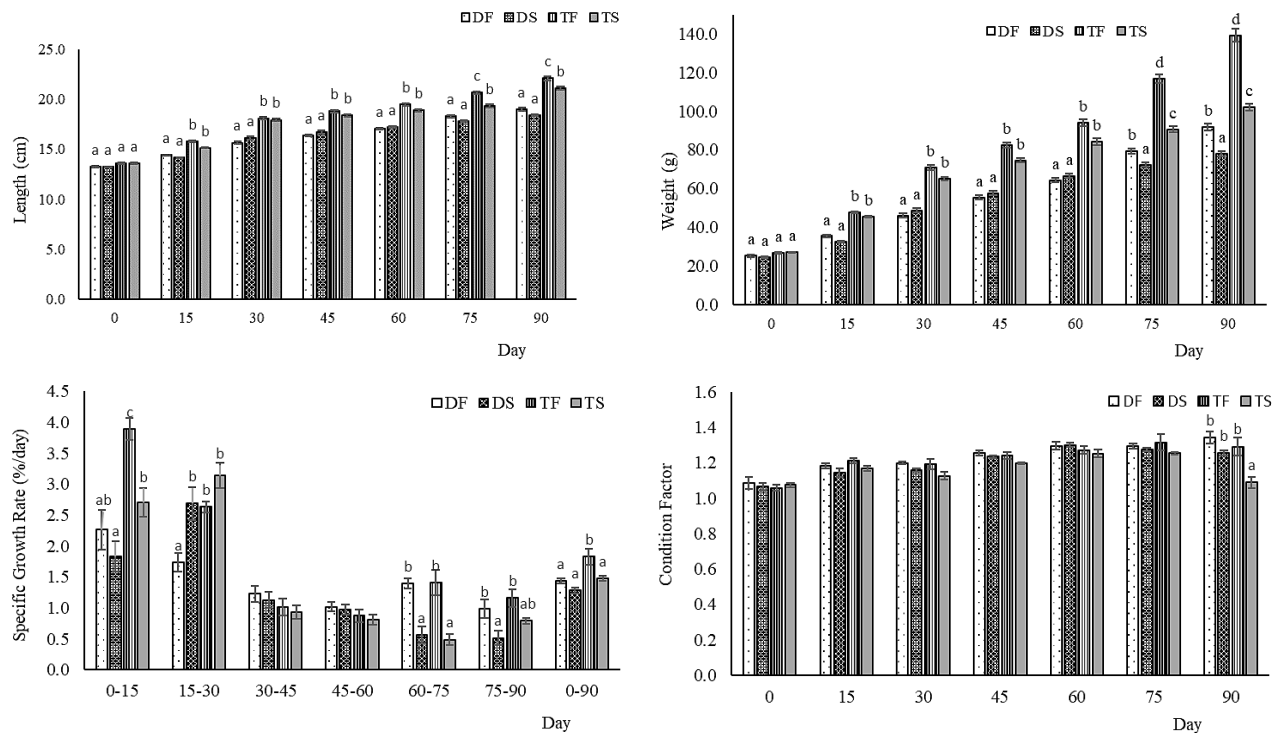 DF DS TF TS
Length (cm)
25.0
20.0
15.0
10.0
5.0
0.0
a a a a
a a b b
a a b b
a a b b
a a b b
a a c b
a a c b
0 15 30 45 60 75 90
Day
DF DS TF TS
Weight (g)
140.0
120.0
100.0
80.0
60.0
40.0
20.0
0.0
a a a a
a a b b
a a b b
a a b b
a a b b
b a d c
b a d c
0 15 30 45 60 75 90
Day
DF DS TF TS
Specific Growth Rate (%/day)
4.5
4.0
3.5
3.0
2.5
2.0
1.5
1.0
0.5
0.0
ab a c b
a b b b
b a b a
b a b ab
a a b a
0-15 15-30 30-45 45-60 60-75 75-90 0-90
Day
DF DS TF TS
Condition Factor
1.6
1.4
1.2
1.0
0.8
0.6
0.4
0.2
0.0
b b b a
0 15 30 45 60 75 90
Day